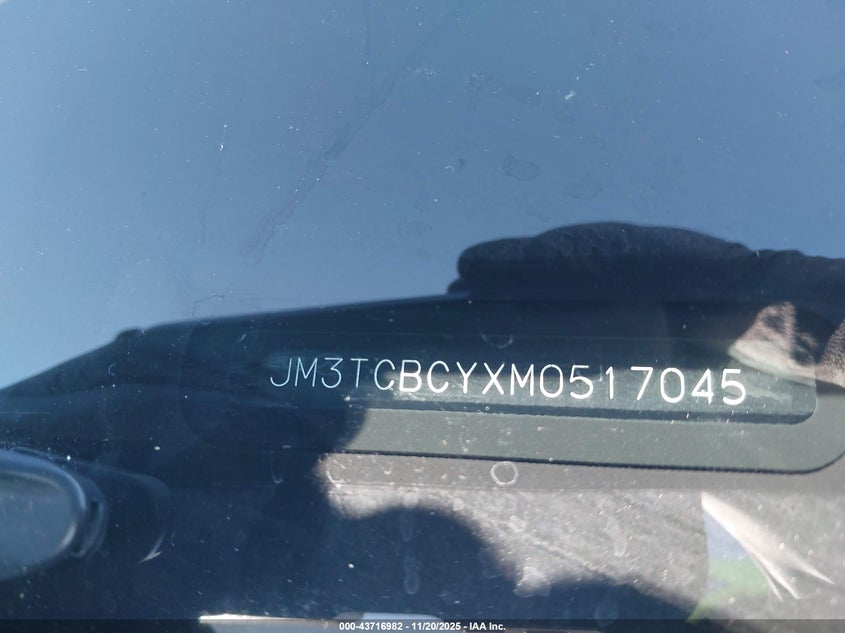 JM3TCBCYXM0517045
000-43716982 | 11/20/2025 - IAA Inc.